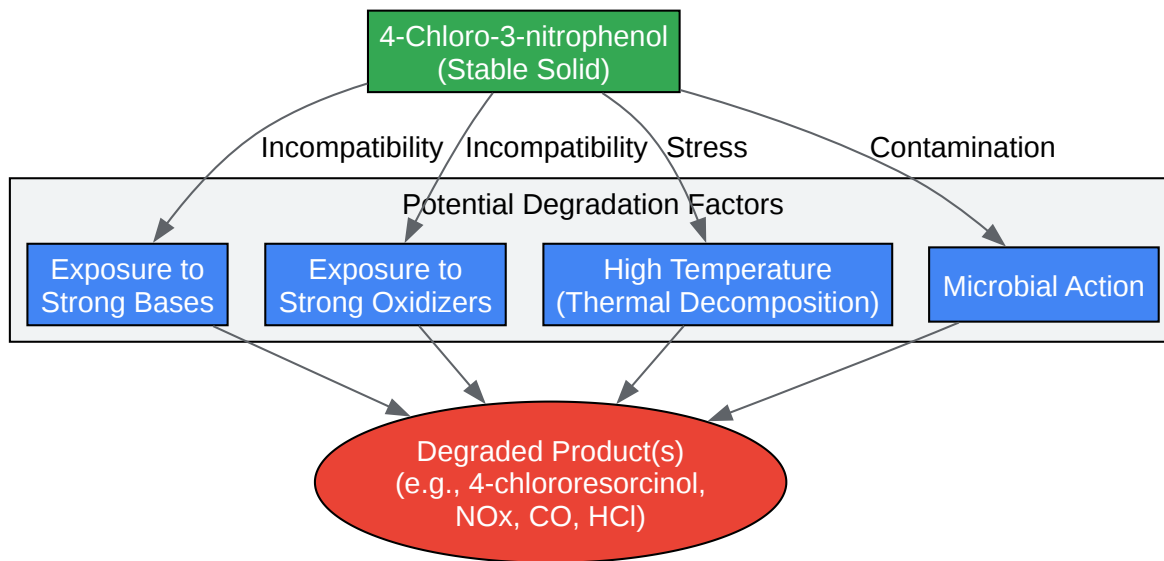 4-Chloro-3-nitrophenol
(Stable Solid)
Incompatibility
Incompatibility
Stress
Contamination
Potential Degradation Factors
Exposure to
Strong Bases
Exposure to
Strong Oxidizers
High Temperature
(Thermal Decomposition)
Microbial Action
Degraded Product(s)
(e.g., 4-chlororesorcinol,
NOx, CO, HCl)